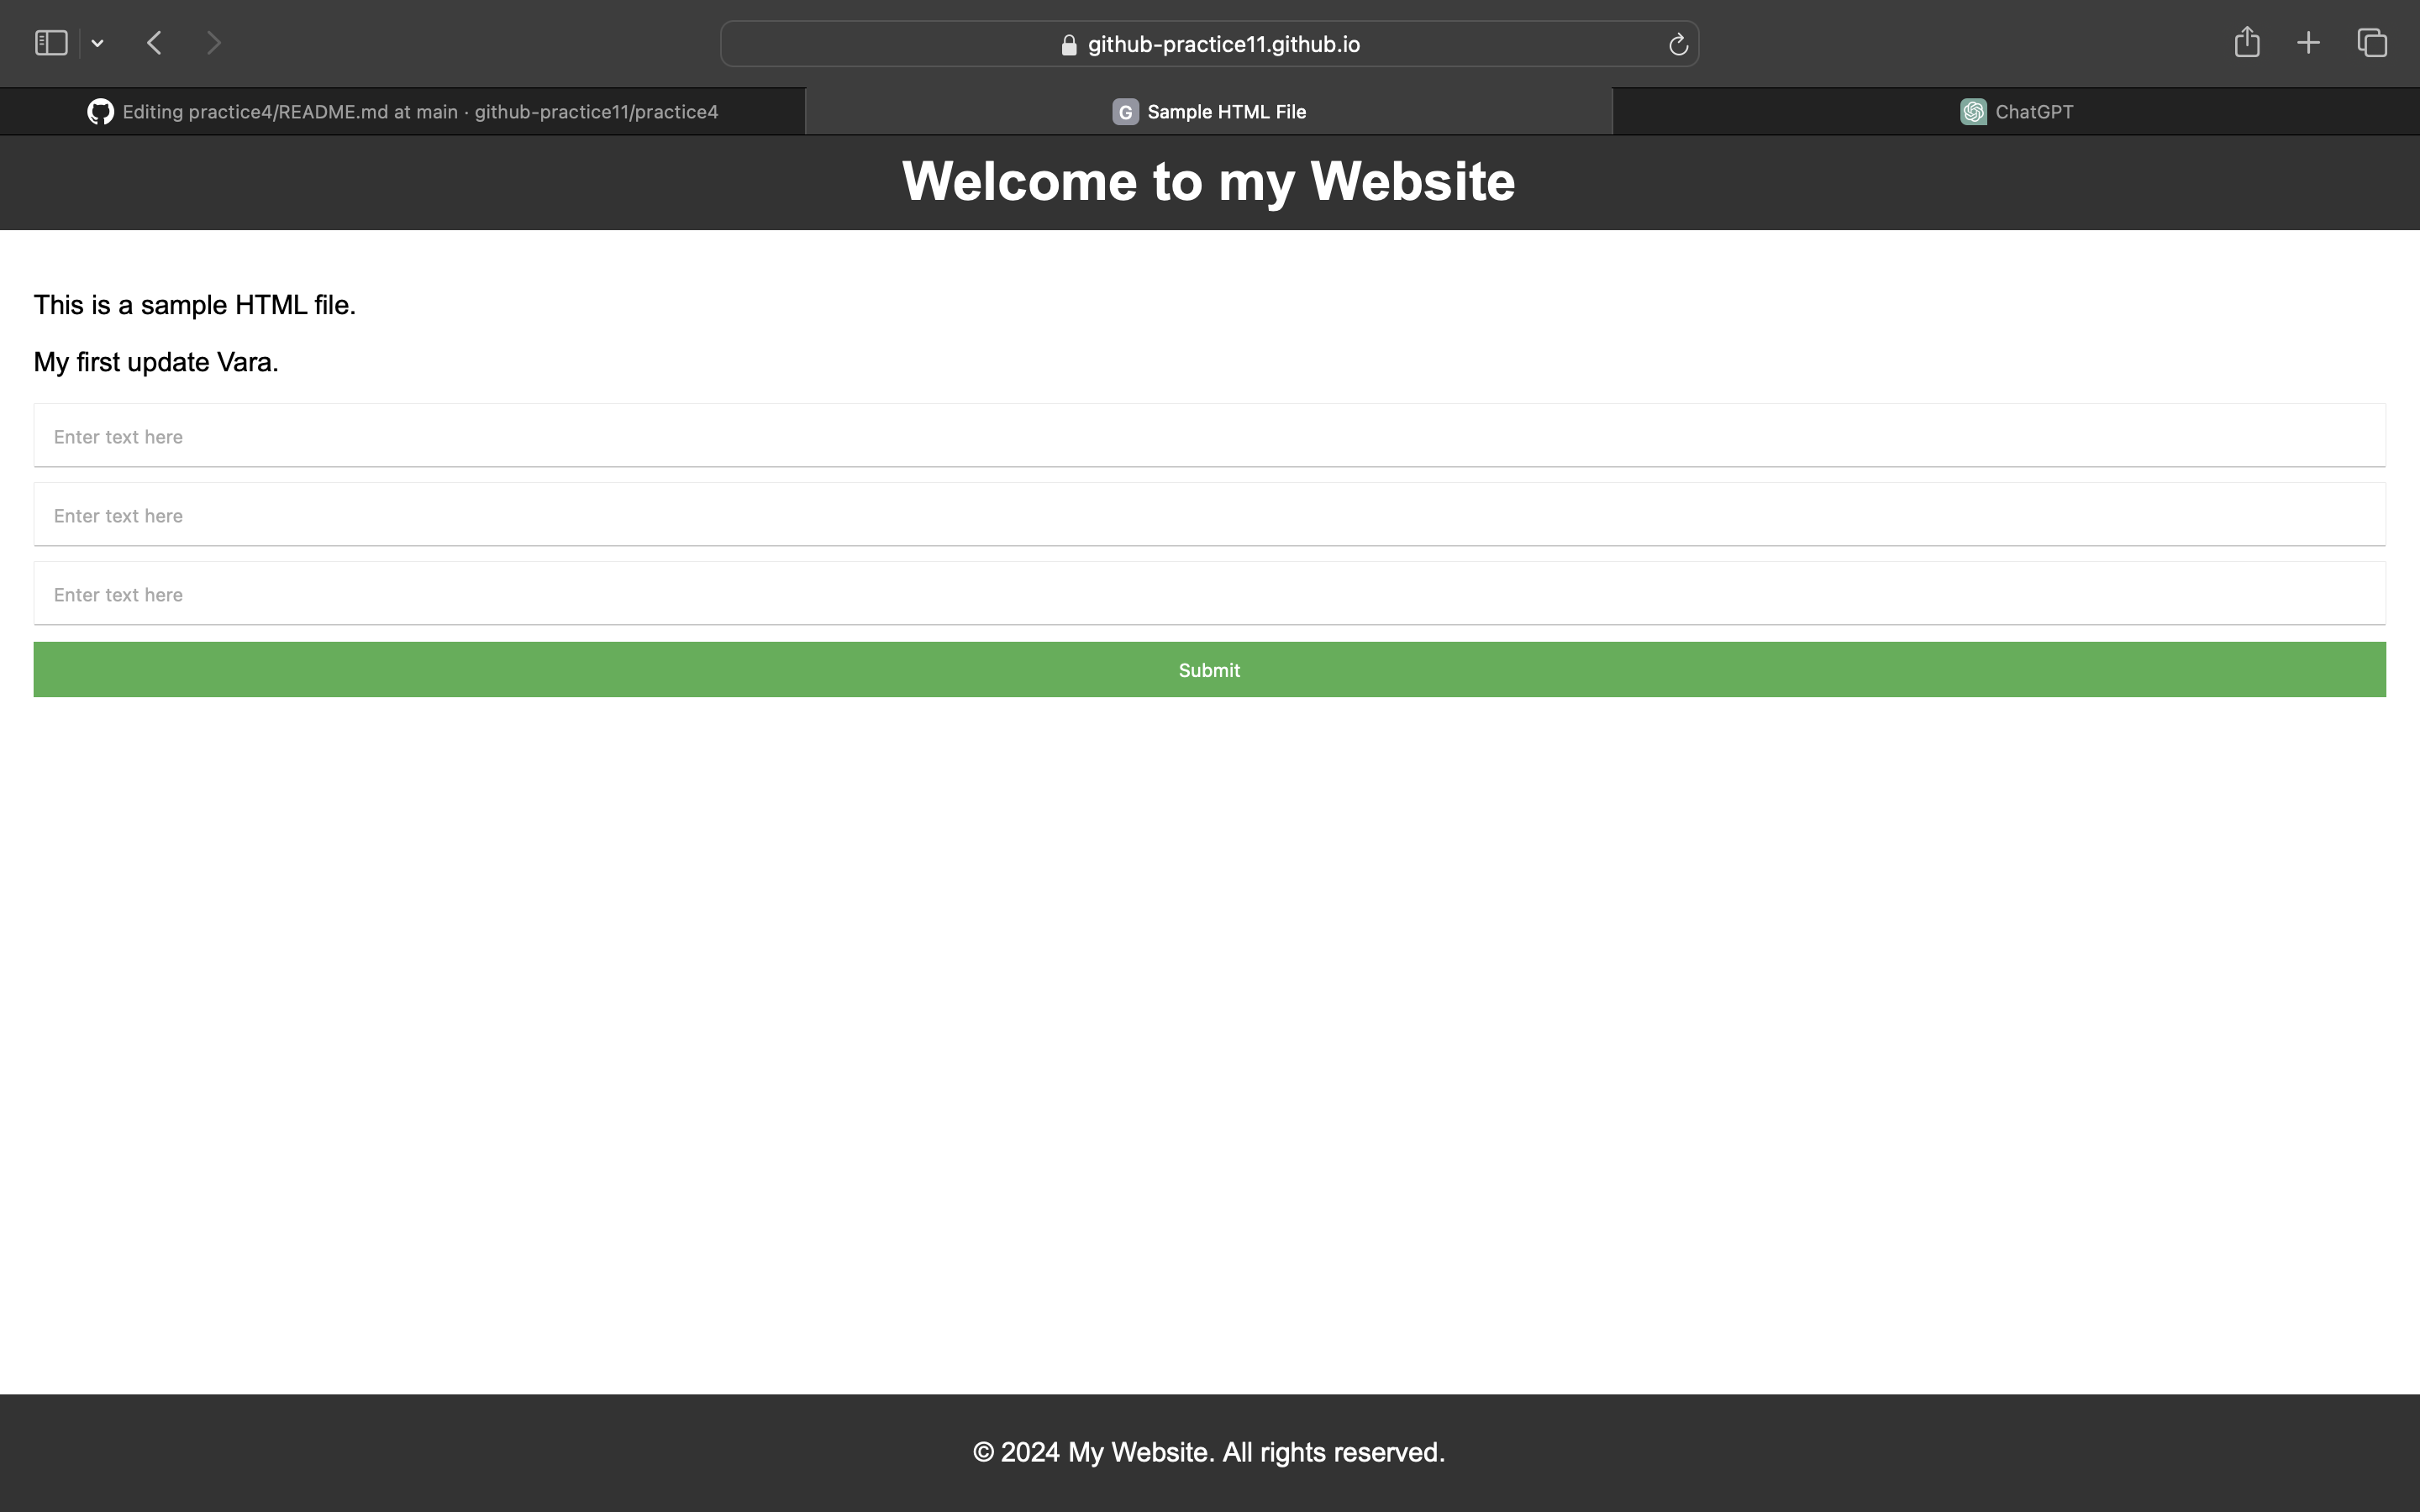 github-practice11.github.io
Editing practice4/README.md at main · github-practice11/practice4
G Sample HTML File
ChatGPT
Welcome to my Website
This is a sample HTML file.
My first update Vara.
Enter text here
Enter text here
Enter text here
Submit
© 2024 My Website. All rights reserved.